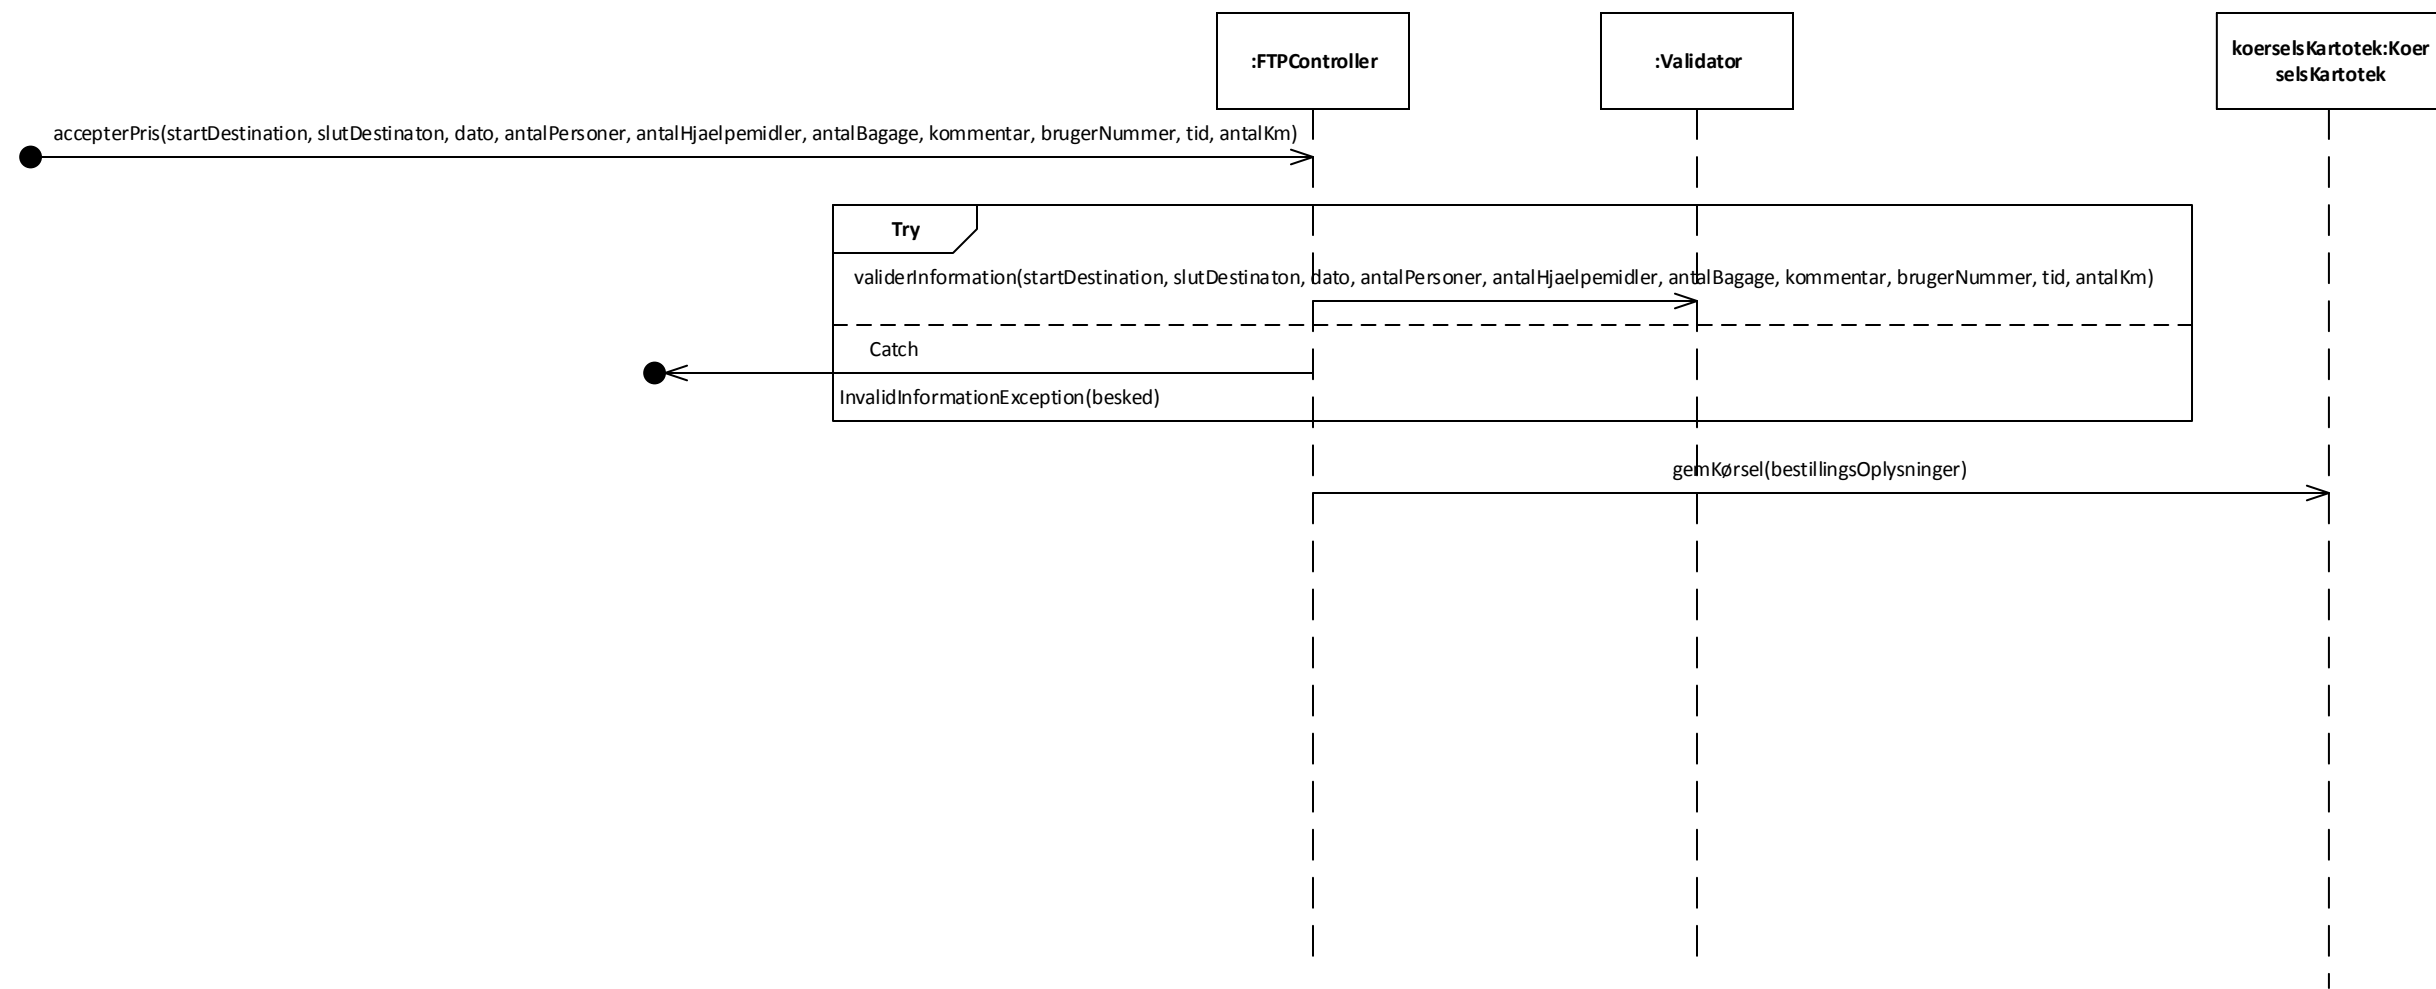 :FTPController
:Validator
koerselsKartotek:Koer
selsKartotek
accepterPris(startDestination, slutDestinaton, dato, antalPersoner, antalHjaelpemidler, antalBagage, kommentar, brugerNummer, tid, antalKm)
Try
validerInformation(startDestination, slutDestinaton, dato, antalPersoner, antalHjaelpemidler, antalBagage, kommentar, brugerNummer, tid, antalKm)
Catch
InvalidInformationException(besked)
gemKørsel(bestillingsOplysninger)